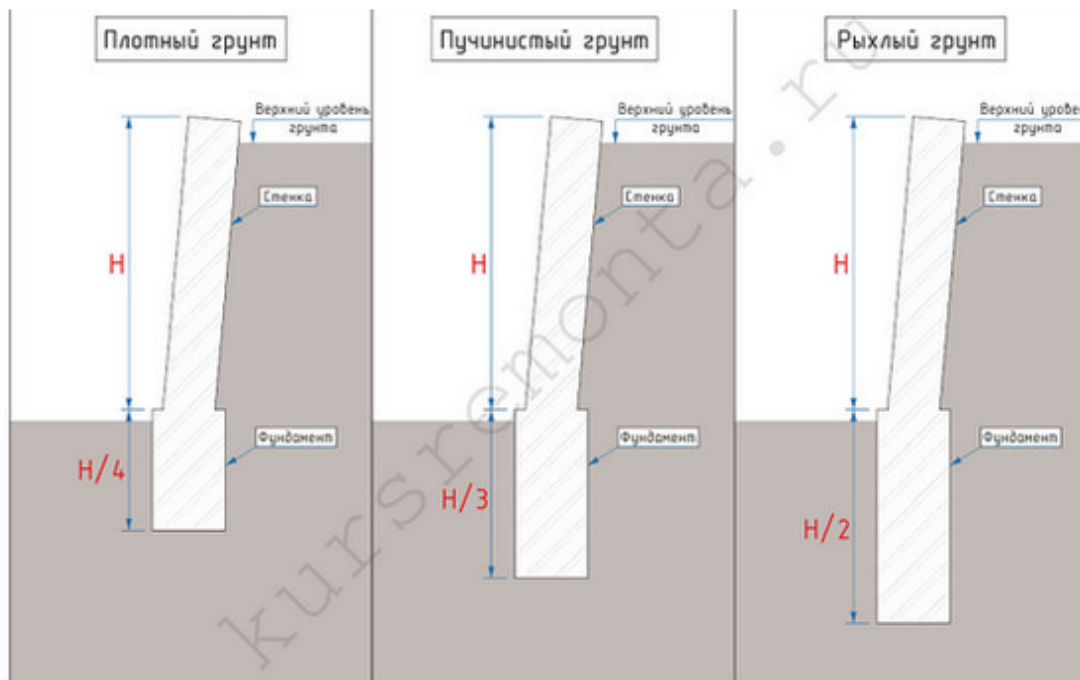 Плотный грунт
Верхний уровень
грунта
Стенка
H
Фундамент
H/4
Пучинистый грунт
Верхний уровень
грунта
Стенка
H
Фундамент
H/3
Рыхлый грунт
Верхний уровень
грунта
Стенка
H
Фундамент
H/2
kursremonta.ru